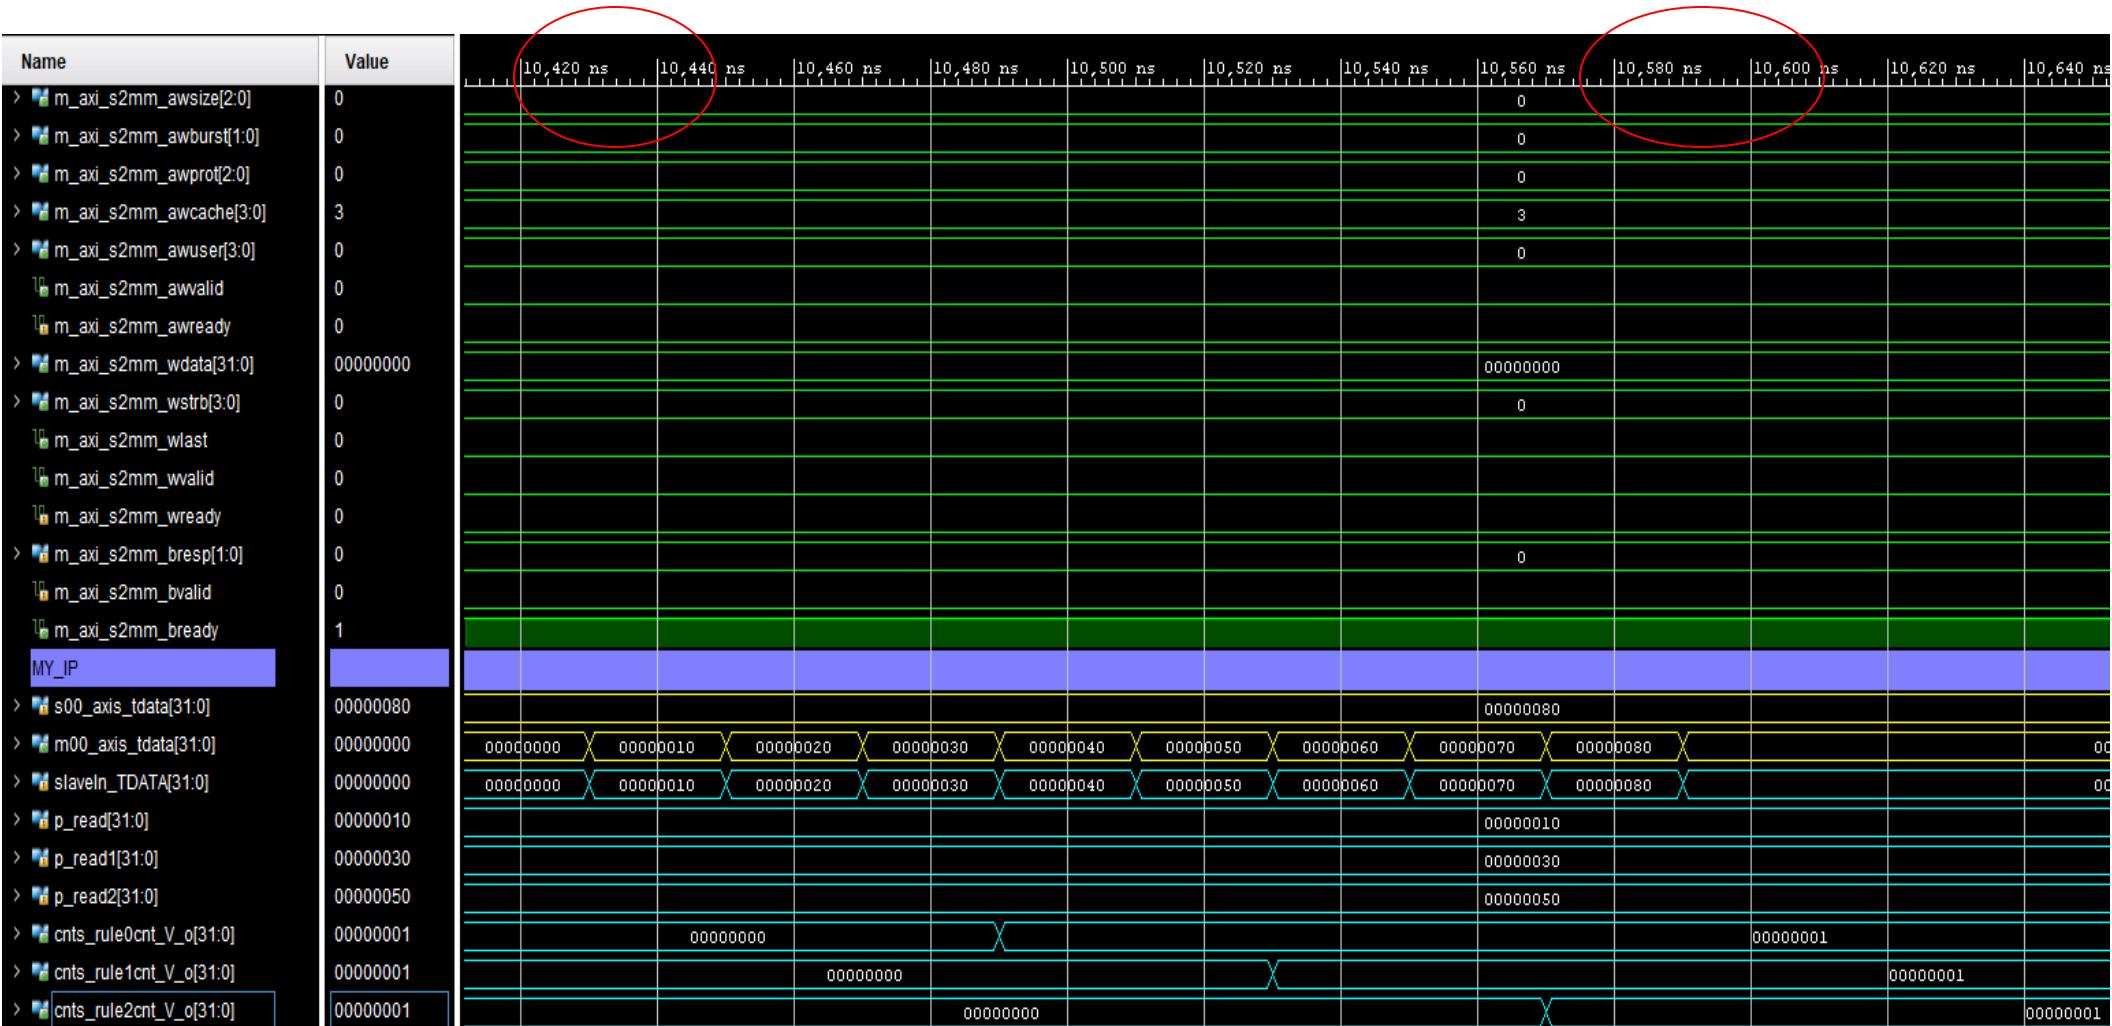 Name Value 10,420 ns 10,440 ns 10,460 ns 10,480 ns 10,500 ns 10,520 ns 10,540 ns 10,560 ns 10,580 ns 10,600 ns 10,620 ns 10,640 ns
m_axi_s2mm_awsize[2:0] 0 0
m_axi_s2mm_awburst[1:0] 0 0
m_axi_s2mm_awprot[2:0] 0 0
m_axi_s2mm_awcache[3:0] 3 3
m_axi_s2mm_awuser[3:0] 0 0
m_axi_s2mm_awvalid 0
m_axi_s2mm_awready 0
m_axi_s2mm_wdata[31:0] 00000000 00000000
m_axi_s2mm_wstrb[3:0] 0 0
m_axi_s2mm_wlast 0
m_axi_s2mm_wvalid 0
m_axi_s2mm_wready 0
m_axi_s2mm_bresp[1:0] 0 0
m_axi_s2mm_bvalid 0
m_axi_s2mm_bready 1
MY_IP
s00_axis_tdata[31:0] 00000080 00000080
m00_axis_tdata[31:0] 00000000 00000000 00000010 00000020 00000030 00000040 00000050 00000060 00000070 00000080 00
slaveIn_TDATA[31:0] 00000000 00000000 00000010 00000020 00000030 00000040 00000050 00000060 00000070 00000080 00
p_read[31:0] 00000010 00000010
p_read1[31:0] 00000030 00000030
p_read2[31:0] 00000050 00000050
cnts_rule0cnt_V_o[31:0] 00000001 00000000 00000001
cnts_rule1cnt_V_o[31:0] 00000001 00000000 00000001
cnts_rule2cnt_V_o[31:0] 00000001 00000000 00000001